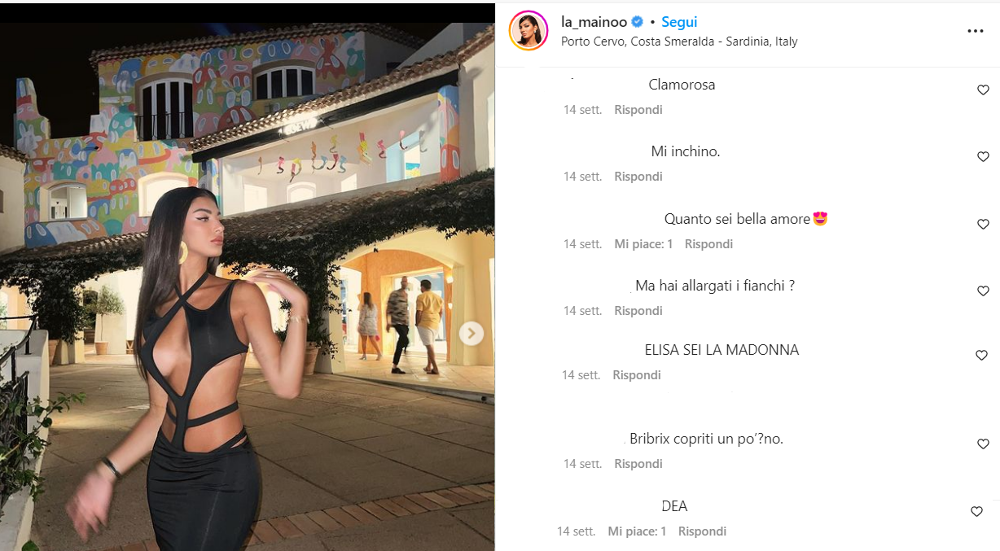 la_mainoo • Segui
Porto Cervo, Costa Smeralda - Sardinia, Italy
Clamorosa
14 sett. Rispondi
Mi inchino.
14 sett. Rispondi
Quanto sei bella amore😍
14 sett. Mi piace: 1 Rispondi
Ma hai allargati i fianchi ?
14 sett. Rispondi
ELISA SEI LA MADONNA
14 sett. Rispondi
Bribrix copriti un po’?no.
14 sett. Rispondi
DEA
14 sett. Mi piace: 1 Rispondi